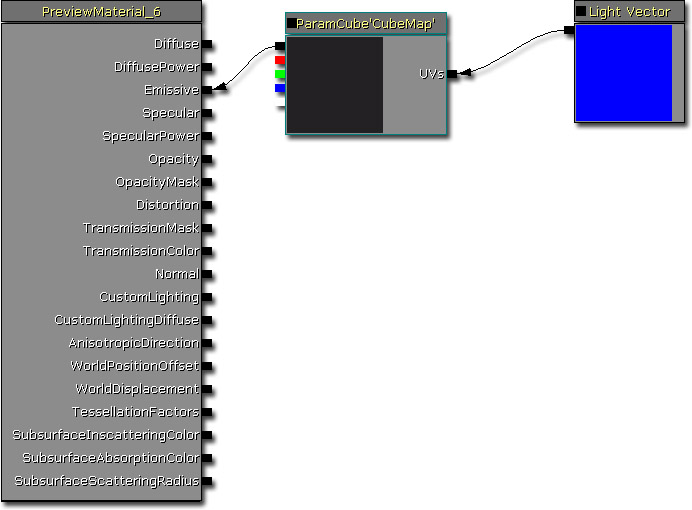 PreviewMaterial_6
Diffuse
DiffusePower
Emissive
Specular
SpecularPower
Opacity
OpacityMask
Distortion
TransmissionMask
TransmissionColor
Normal
CustomLighting
CustomLightingDiffuse
AnisotropicDirection
WorldPositionOffset
WorldDisplacement
TessellationFactors
SubsurfaceInscatteringColor
SubsurfaceAbsorptionColor
SubsurfaceScatteringRadius
ParamCube'CubeMap'
UVs
Light Vector